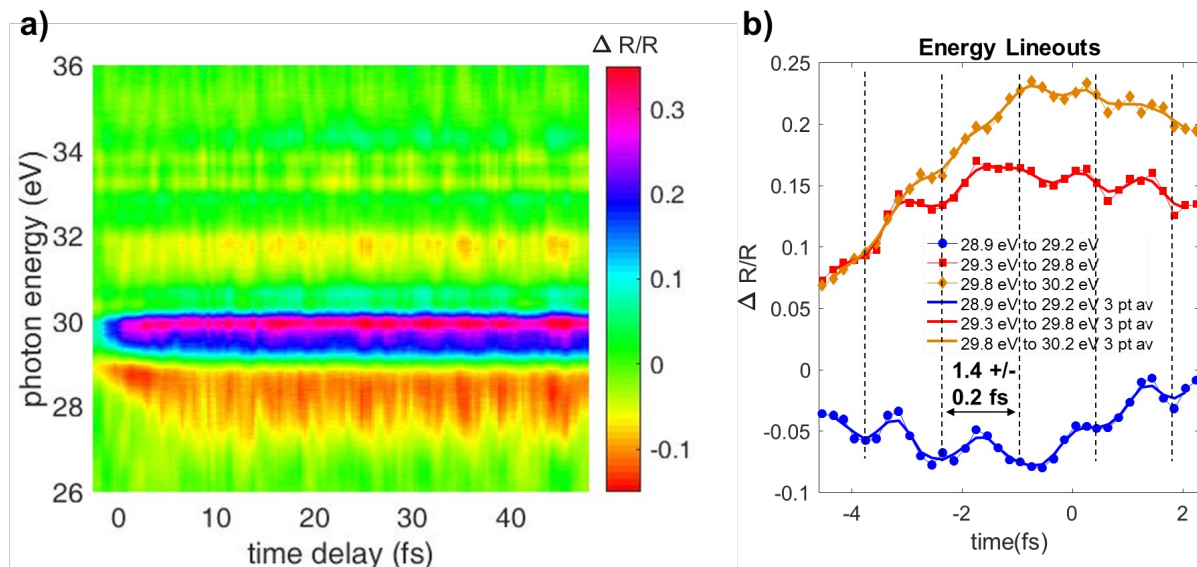 a)
Δ R/R
photon energy (eV)
36
34
32
30
28
26
0
10
20
30
40
time delay (fs)
0.3
0.2
0.1
0
-0.1
b)
Energy Lineouts
Δ R/R
0.25
0.2
0.15
0.1
0.05
0
-0.05
-0.1
28.9 eV to 29.2 eV
29.3 eV to 29.8 eV
29.8 eV to 30.2 eV
28.9 eV to 29.2 eV 3 pt av
29.3 eV to 29.8 eV 3 pt av
29.8 eV to 30.2 eV 3 pt av
1.4 +/-
0.2 fs
-4
-2
0
2
time(fs)